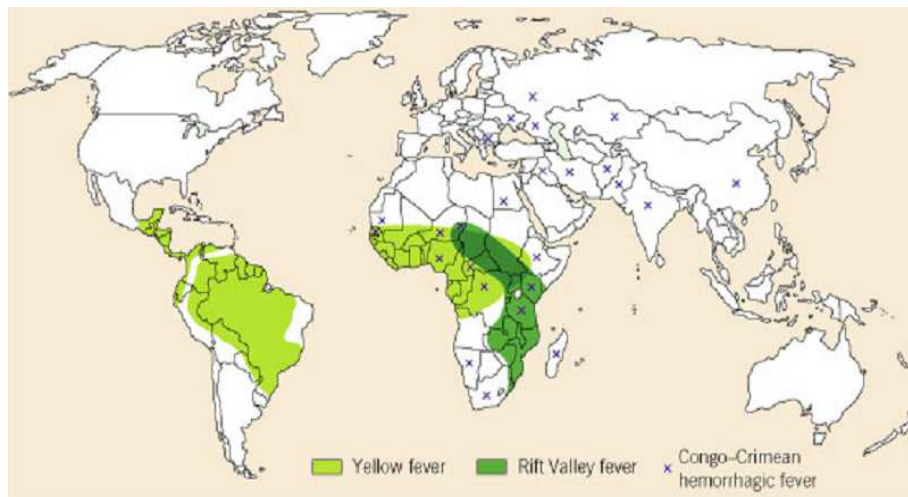 Yellow fever
Rift Valley fever
Congo–Crimean
hemorrhagic fever